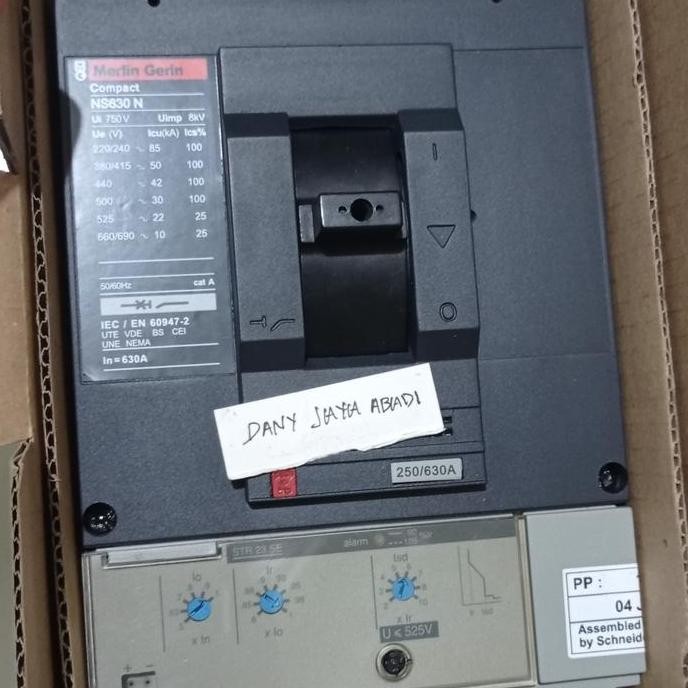 Merlin Gerin
Compact
NS630 N
Ui 750V Uimp 8kV
Ue (V) Icu(kA) Ics%
220/240 ~ 85 100
380/415 ~ 50 100
440 ~ 42 100
500 ~ 30 100
525 ~ 22 25
660/690 ~ 10 25
50/60Hz cat A
IEC / EN 60947-2
UTE VDE BS CEI
UNE NEMA
In=630A
DANY JAYA ABADI
250/630A
STR 23 SE
alarm
Io
Ir
Isd
x In
x Io
x Ir
U ⩽ 525V
PP :
04
Assembled
by Schneid